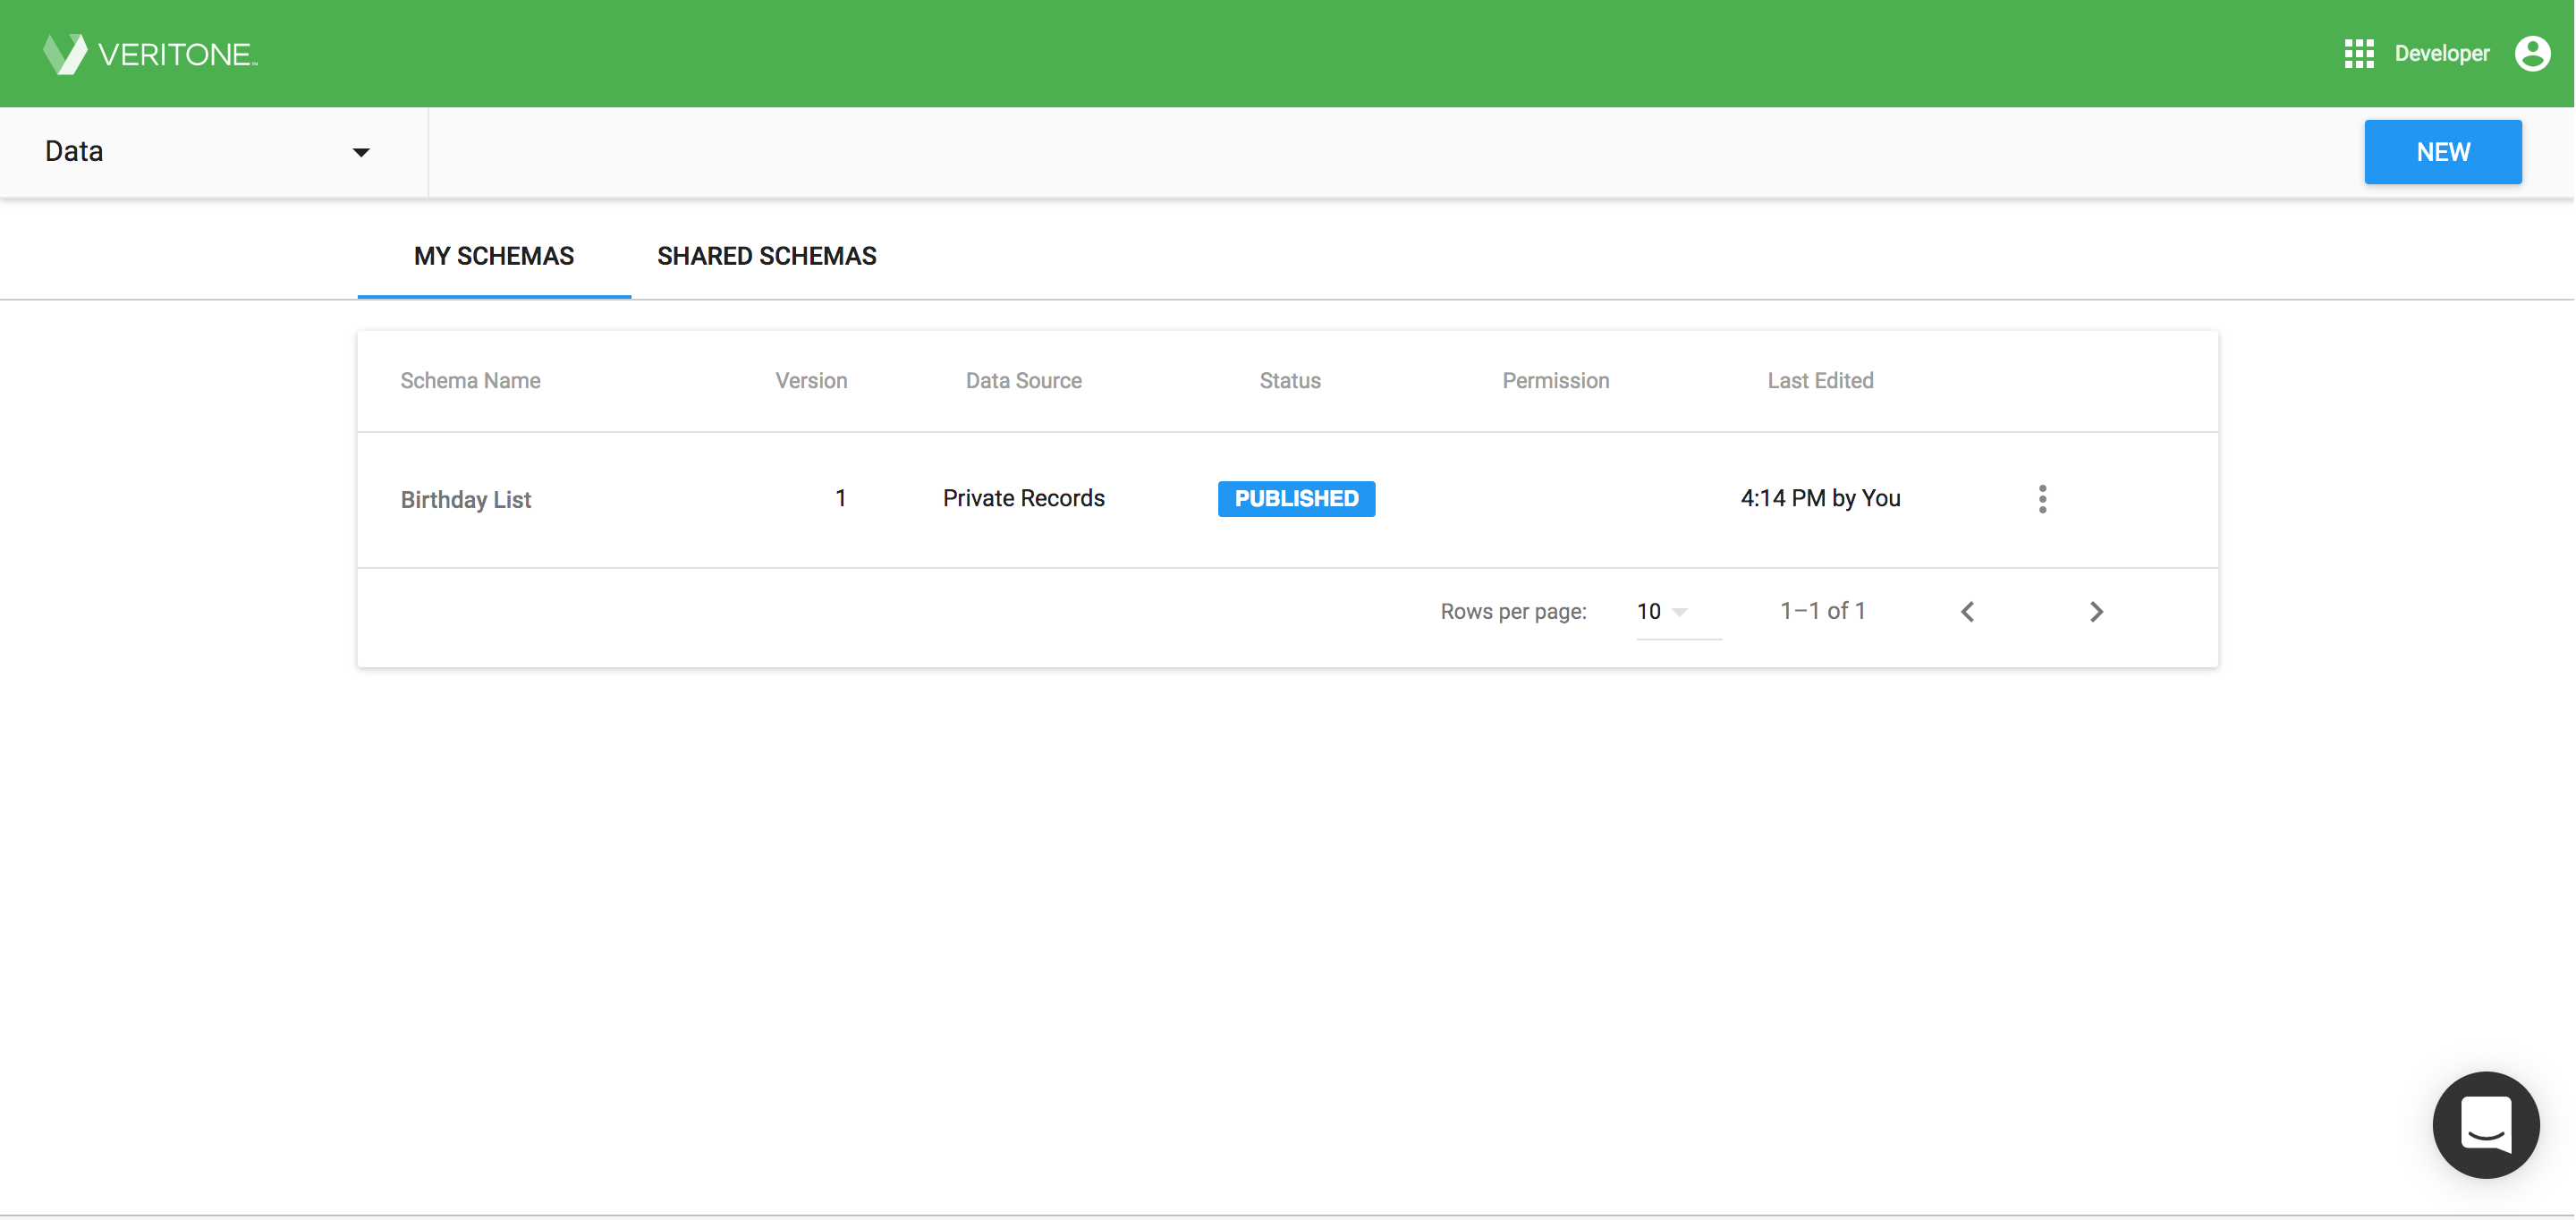 VERITONE™
Developer
Data
NEW
MY SCHEMAS SHARED SCHEMAS
Schema Name Version Data Source Status Permission Last Edited
Birthday List 1 Private Records PUBLISHED 4:14 PM by You
Rows per page: 10 1–1 of 1